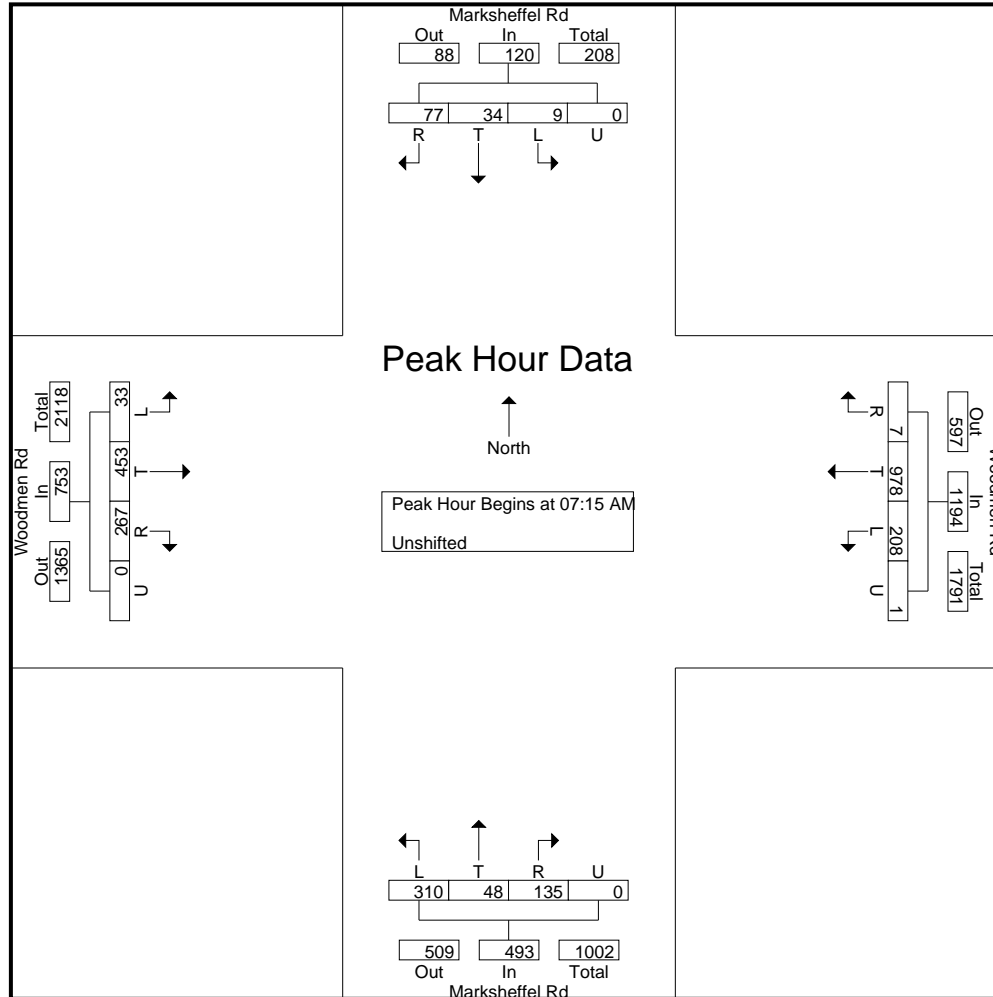 Marksheffel Rd
Out In Total
88 120 208
77 34 9 0
R T L U
Peak Hour Data
North
Peak Hour Begins at 07:15 AM
Unshifted
Woodmen Rd
Total In Out
2118 753 1365
33 453 267 0
L T R U
Out In Total
597 1194 1791
7 978 208 1
R T L U
L T R U
310 48 135 0
509 493 1002
Out In Total
Marksheffel Rd